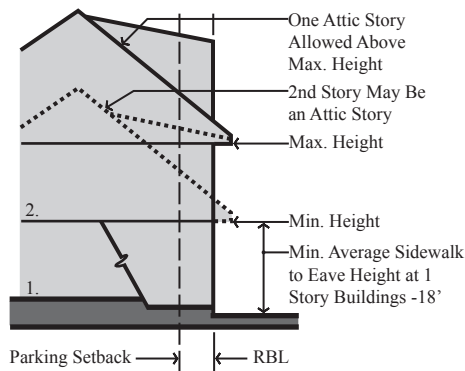 One Attic Story
Allowed Above
Max. Height
2nd Story May Be
an Attic Story
Max. Height
2.
Min. Height
Min. Average Sidewalk
to Eave Height at 1
Story Buildings -18’
1.
Parking Setback
RBL